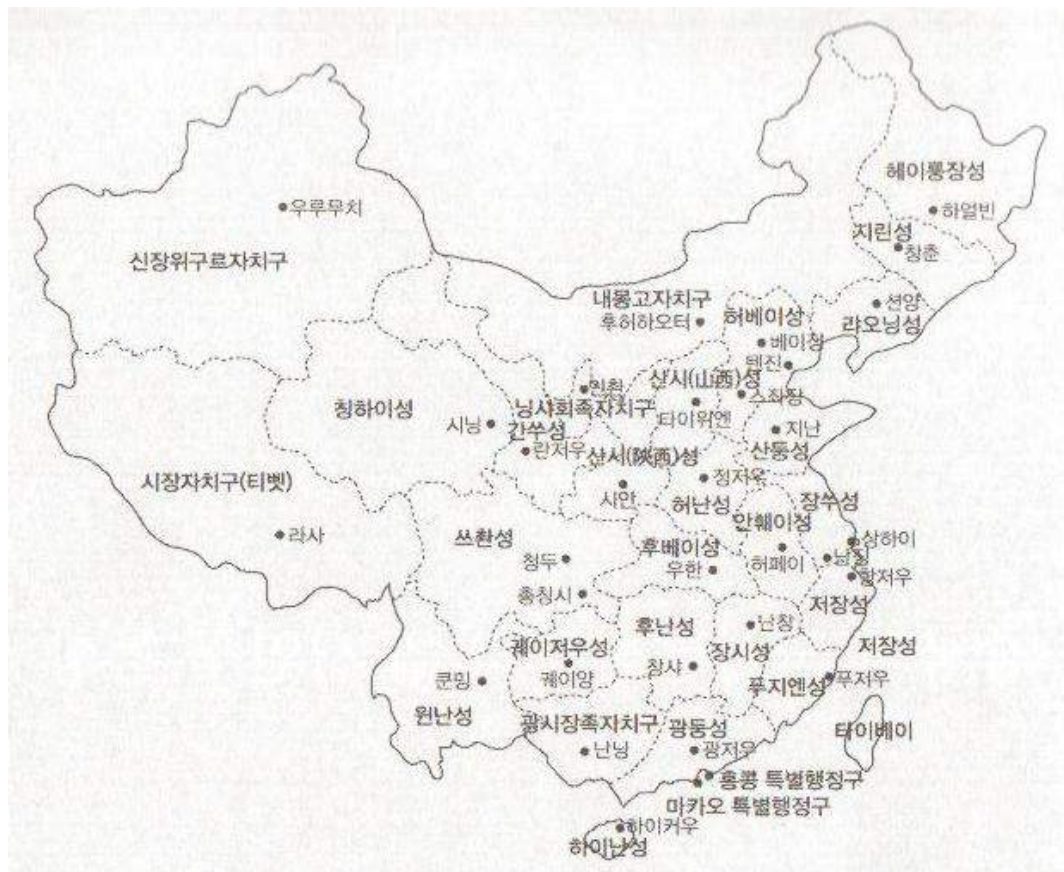 헤이룽장성
하얼빈
우루무치
지린성
창춘
신장위구르자치구
내몽고자치구
후허하오터
허베이성
션양
랴오닝성
베이징
텐진
산시(山西)성
스좌장
인촨
칭하이성
닝샤회족자치구
타이위엔
시닝
간쑤성
지난
란저우
산둥성
산시(陝西)성
시장자치구(티벳)
정저우
시안
허난성
장쑤성
안훼이성
라사
쓰촨성
후베이성
상하이
청두
우한
허페이
난징
항저우
총칭시
저장성
후난성
난창
궤이저우성
장시성
저장성
창샤
쿤밍
궤이양
푸지엔성
푸저우
윈난성
광시장족자치구
광둥성
타이베이
난닝
광저우
홍콩 특별행정구
마카오 특별행정구
하이커우
하이난성